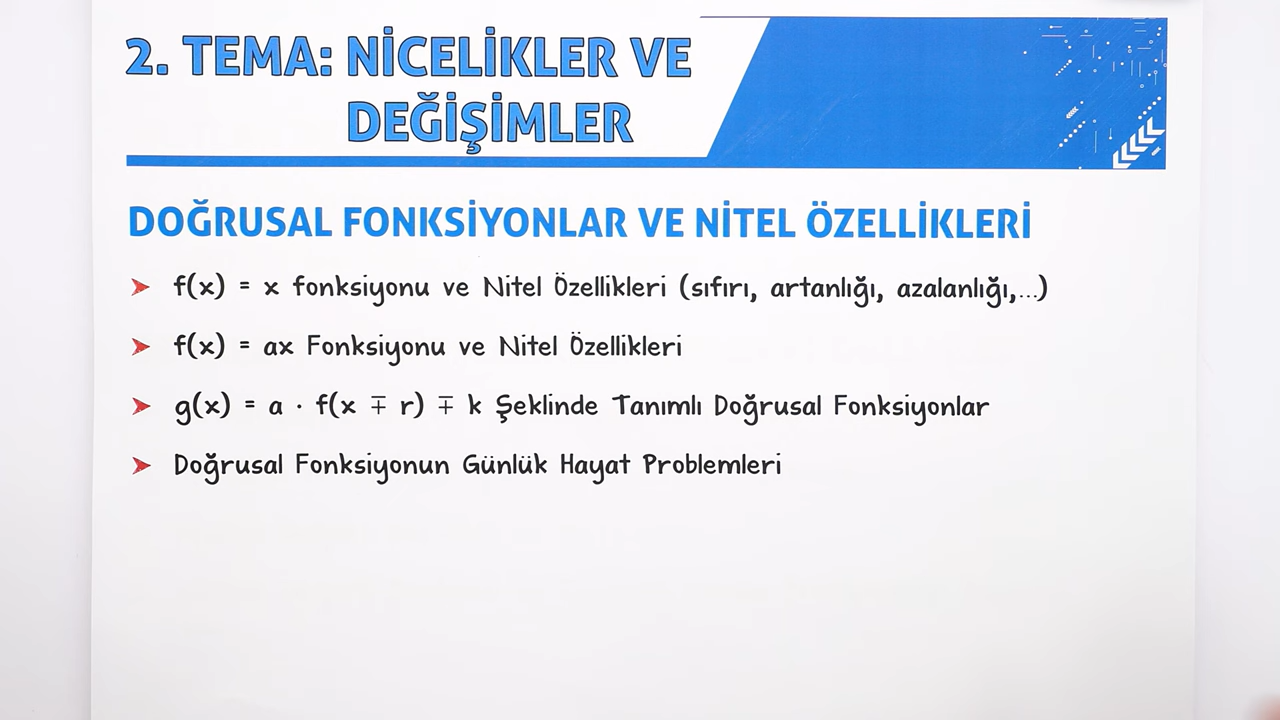 2. TEMA: NİCELİKLER VE
DEĞİŞİMLER
DOĞRUSAL FONKSİYONLAR VE NİTEL ÖZELLİKLERİ
➤ f(x) = x fonksiyonu ve Nitel Özellikleri (sıfırı, artanlığı, azalanlığı,...)
➤ f(x) = ax Fonksiyonu ve Nitel Özellikleri
➤ g(x) = a · f(x ∓ r) ∓ k Şeklinde Tanımlı Doğrusal Fonksiyonlar
➤ Doğrusal Fonksiyonun Günlük Hayat Problemleri